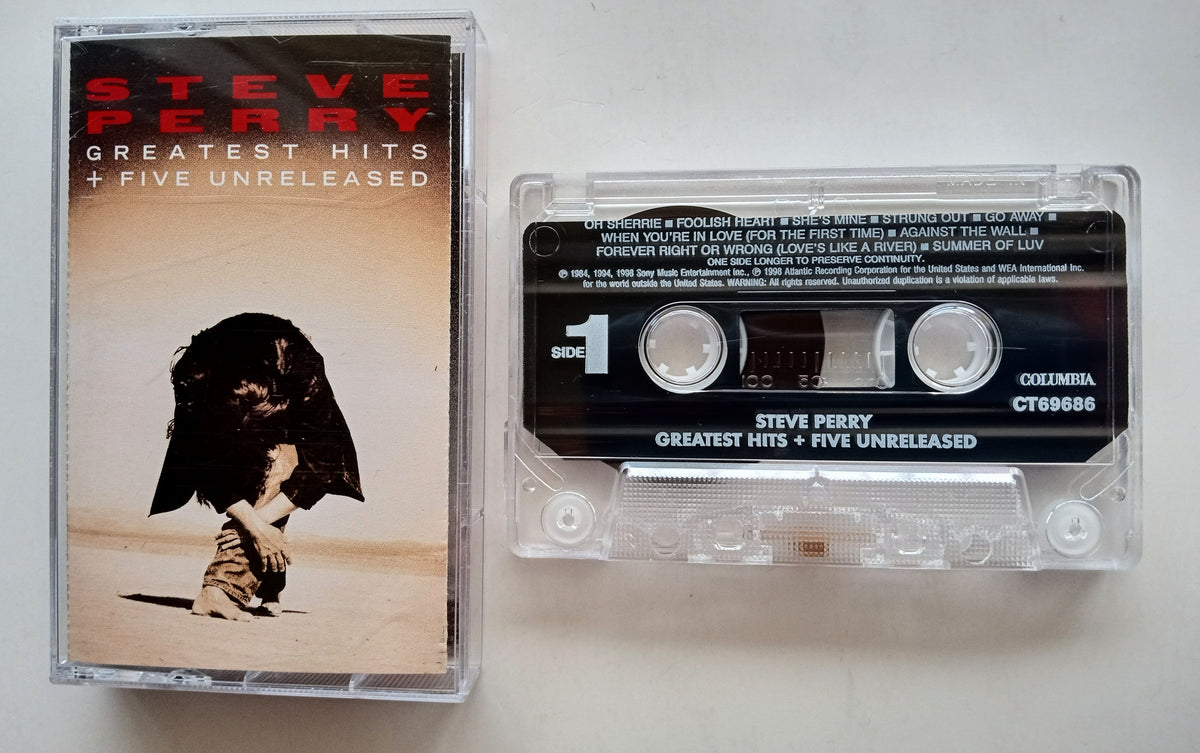 STEVE
PERRY
GREATEST HITS
+ FIVE UNRELEASED
MADE IN
OH SHERRIE ■ FOOLISH HEART ■ SHE'S MINE ■ STRUNG OUT ■ GO AWAY ■
WHEN YOU'RE IN LOVE (FOR THE FIRST TIME) ■ AGAINST THE WALL ■
FOREVER RIGHT OR WRONG (LOVE'S LIKE A RIVER) ■ SUMMER OF LUV
ONE SIDE LONGER TO PRESERVE CONTINUITY.
℗ 1984, 1994, 1998 Sony Music Entertainment Inc., ℗ 1998 Atlantic Recording Corporation for the United States and WEA International Inc.
for the world outside the United States. WARNING: All rights reserved. Unauthorized duplication is a violation of applicable laws.
SIDE 1
100 50 0
COLUMBIA
CT69686
STEVE PERRY
GREATEST HITS + FIVE UNRELEASED